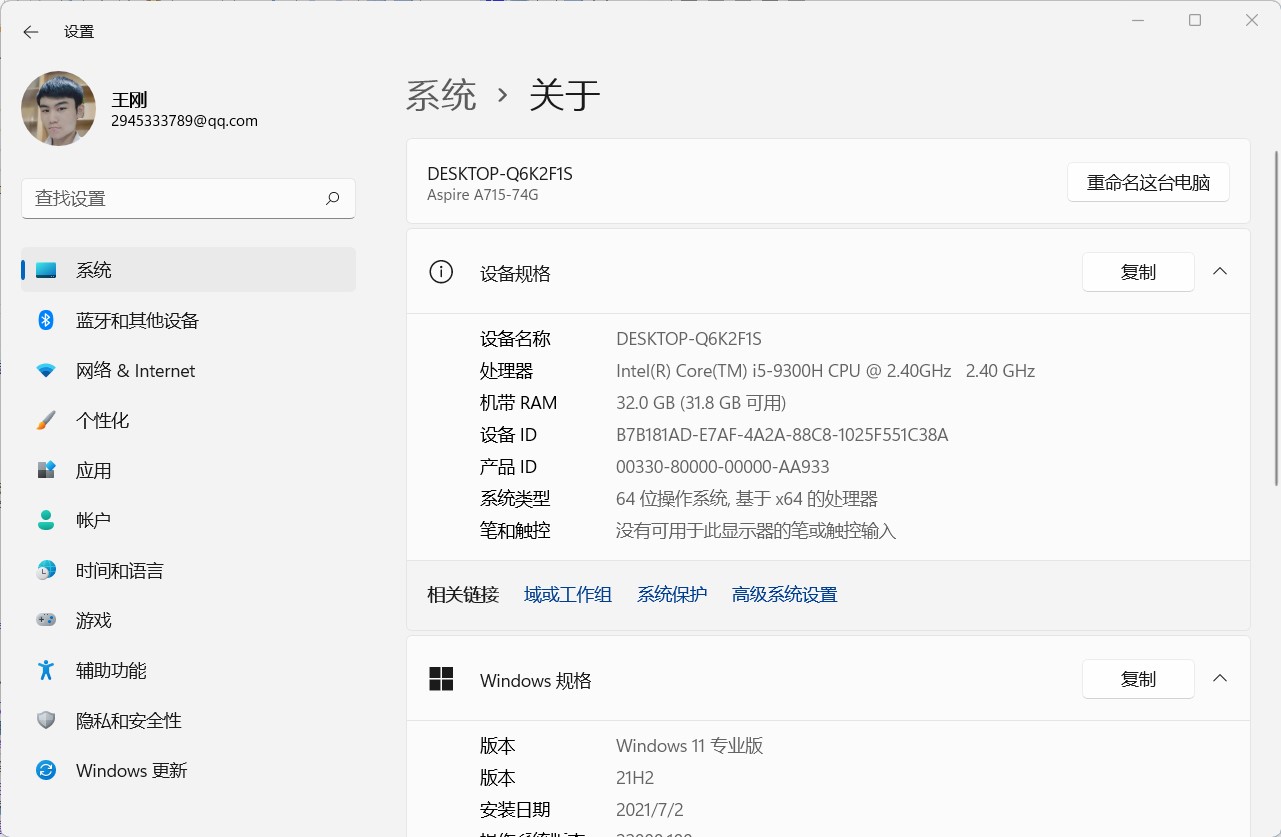 设置
王刚
2945333789@qq.com
查找设置
系统
蓝牙和其他设备
网络 & Internet
个性化
应用
帐户
时间和语言
游戏
辅助功能
隐私和安全性
Windows 更新
系统 › 关于
DESKTOP-Q6K2F1S
Aspire A715-74G
重命名这台电脑
设备规格
复制
设备名称 DESKTOP-Q6K2F1S
处理器 Intel(R) Core(TM) i5-9300H CPU @ 2.40GHz 2.40 GHz
机带 RAM 32.0 GB (31.8 GB 可用)
设备 ID B7B181AD-E7AF-4A2A-88C8-1025F551C38A
产品 ID 00330-80000-00000-AA933
系统类型 64 位操作系统, 基于 x64 的处理器
笔和触控 没有可用于此显示器的笔或触控输入
相关链接 域或工作组 系统保护 高级系统设置
Windows 规格
复制
版本 Windows 11 专业版
版本 21H2
安装日期 2021/7/2